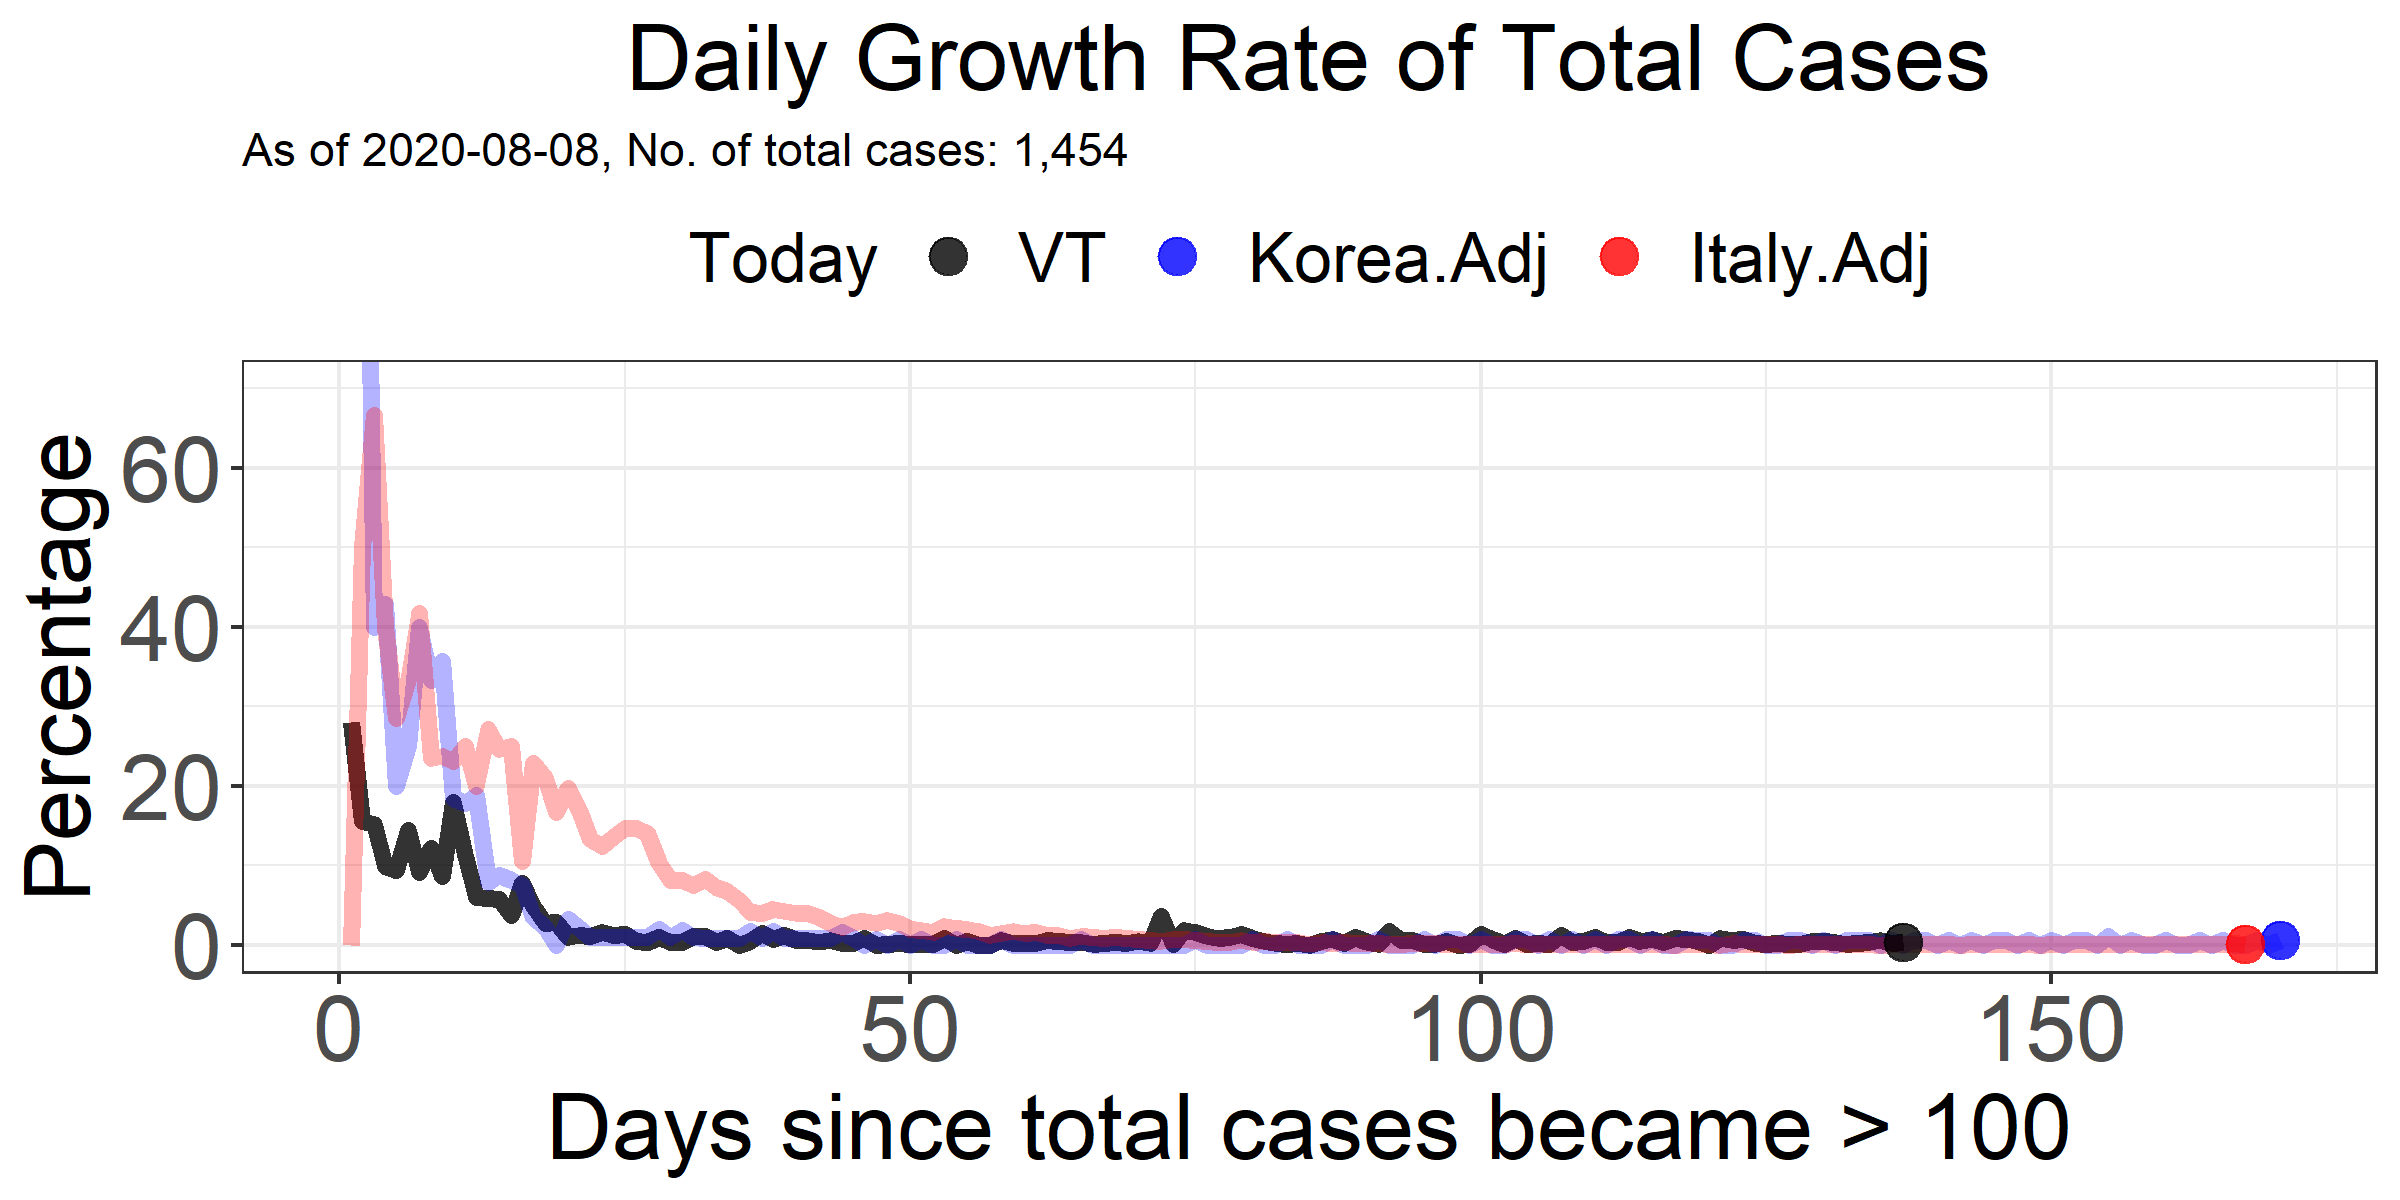 Daily Growth Rate of Total Cases
As of 2020-08-08, No. of total cases: 1,454
Today VT Korea.Adj Italy.Adj
Percentage
60
40
20
0
0 50 100 150
Days since total cases became > 100